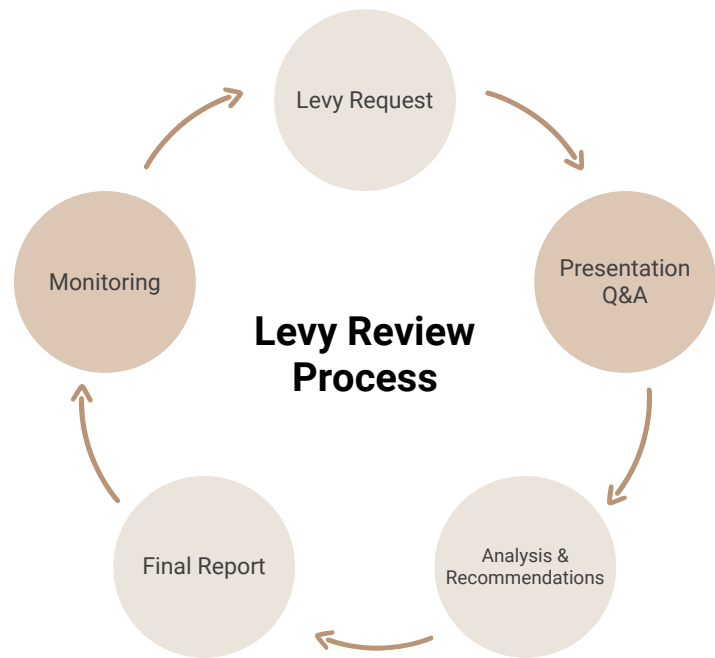 Levy Request
Presentation
Q&A
Analysis &
Recommendations
Final Report
Monitoring
Levy Review
Process